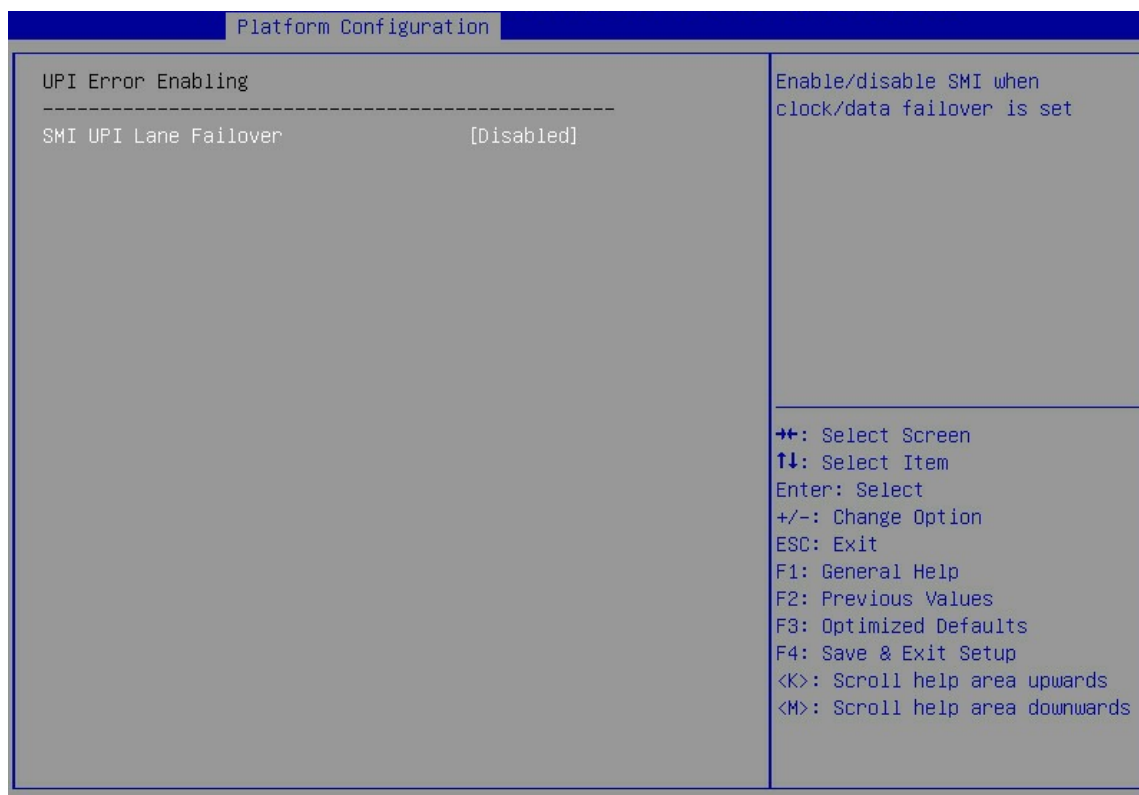 Platform Configuration
UPI Error Enabling
--------------------------------------------------
SMI UPI Lane Failover [Disabled]
Enable/disable SMI when
clock/data failover is set
→←: Select Screen
↑↓: Select Item
Enter: Select
+/-: Change Option
ESC: Exit
F1: General Help
F2: Previous Values
F3: Optimized Defaults
F4: Save & Exit Setup
<K>: Scroll help area upwards
<M>: Scroll help area downwards